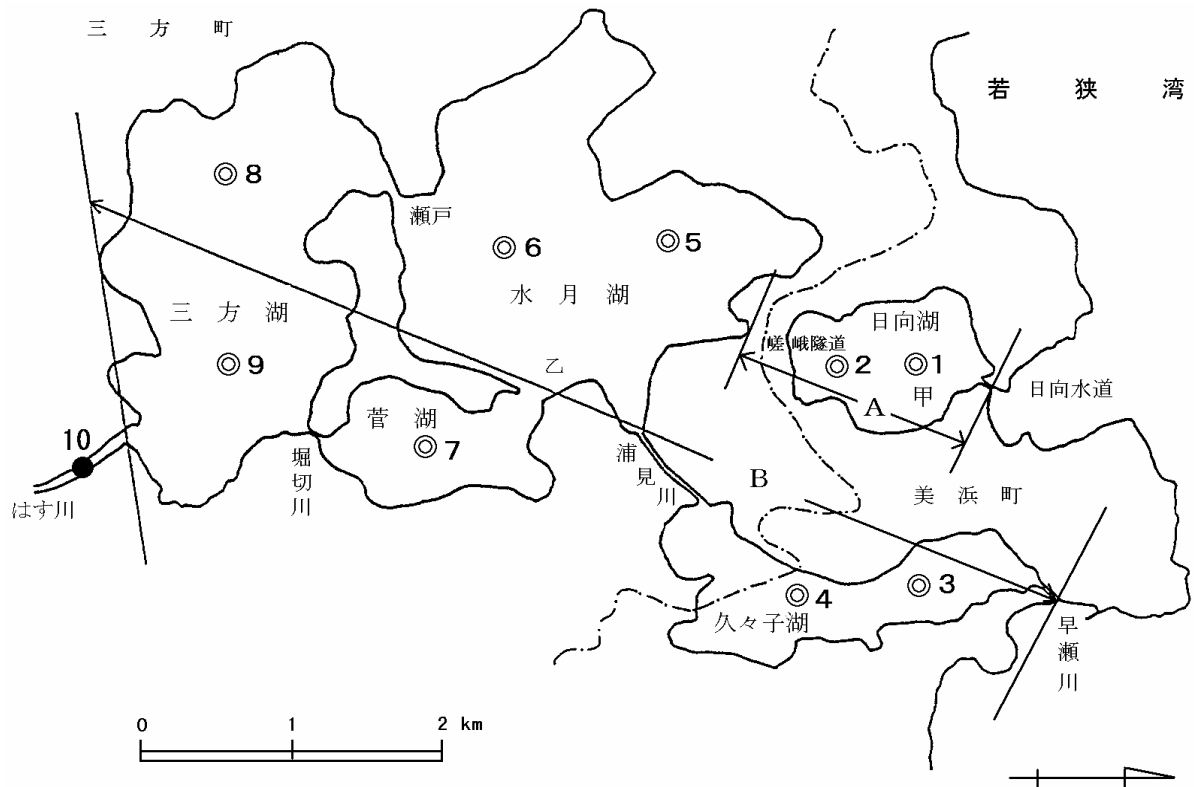 三方町
若狭湾
8
瀬戸
6
5
水月湖
三方湖
日向湖
嵯峨隧道
2
1
日向水道
9
乙
甲
A
菅湖
7
10
堀切川
浦見川
B
美浜町
はす川
3
4
久々子湖
早瀬川
0 1 2 km